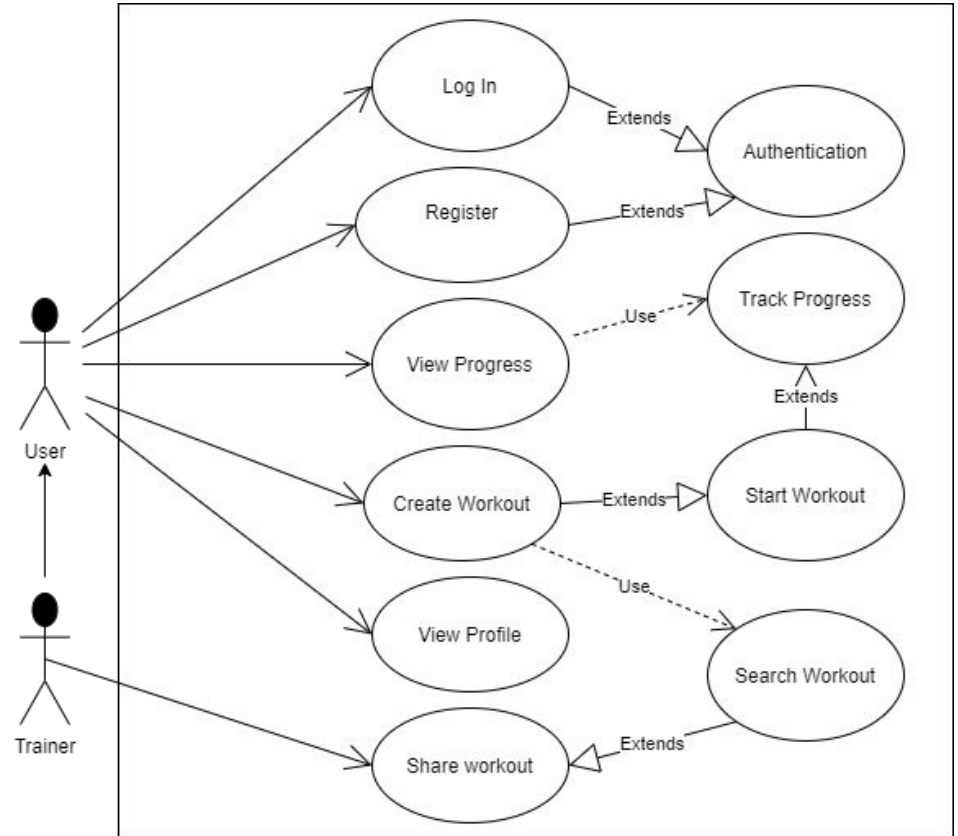 Log In
Extends
Authentication
Register
Extends
Track Progress
Use
View Progress
Extends
User
Create Workout
Extends
Start Workout
Use
View Profile
Search Workout
Trainer
Extends
Share workout